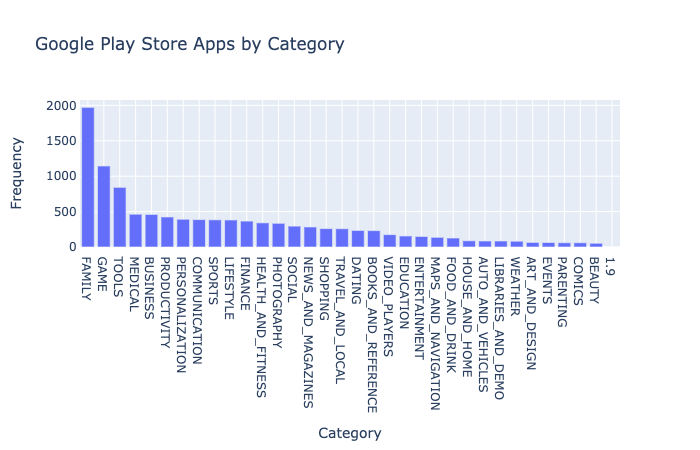 Google Play Store Apps by Category
Frequency
2000
1500
1000
500
0
FAMILY
GAME
TOOLS
MEDICAL
BUSINESS
PRODUCTIVITY
PERSONALIZATION
COMMUNICATION
SPORTS
LIFESTYLE
FINANCE
HEALTH_AND_FITNESS
PHOTOGRAPHY
SOCIAL
NEWS_AND_MAGAZINES
SHOPPING
TRAVEL_AND_LOCAL
DATING
BOOKS_AND_REFERENCE
VIDEO_PLAYERS
EDUCATION
ENTERTAINMENT
MAPS_AND_NAVIGATION
FOOD_AND_DRINK
HOUSE_AND_HOME
AUTO_AND_VEHICLES
LIBRARIES_AND_DEMO
WEATHER
ART_AND_DESIGN
EVENTS
PARENTING
COMICS
BEAUTY
1.9
Category